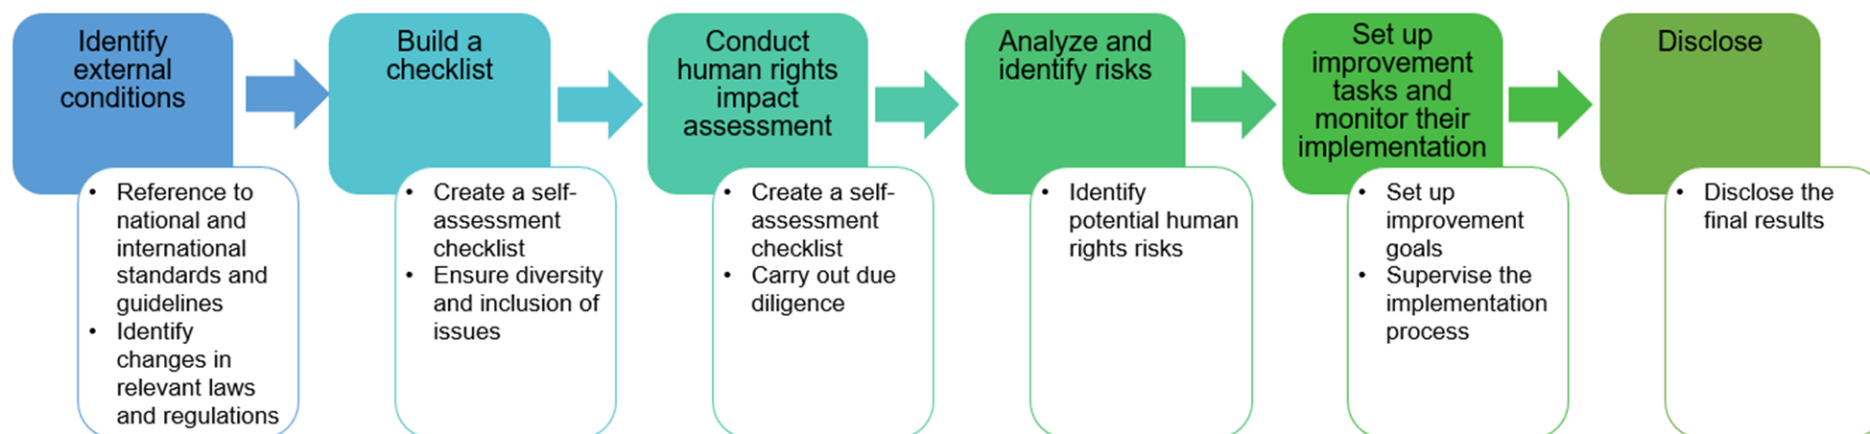 Identify
external
conditions
• Reference to
national and
international
standards and
guidelines
• Identify
changes in
relevant laws
and regulations
Build a
checklist
• Create a self-
assessment
checklist
• Ensure diversity
and inclusion of
issues
Conduct
human rights
impact
assessment
• Create a self-
assessment
checklist
• Carry out due
diligence
Analyze and
identify risks
• Identify
potential human
rights risks
Set up
improvement
tasks and
monitor their
implementation
• Set up
improvement
goals
• Supervise the
implementation
process
Disclose
• Disclose the
final results